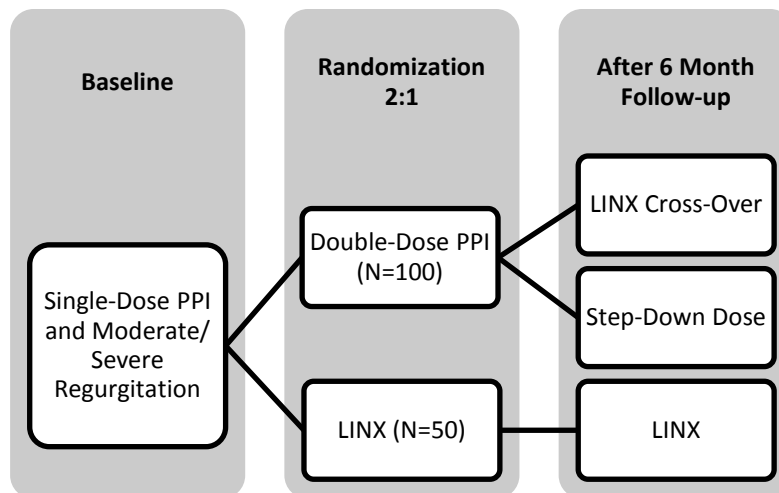 Baseline
Single-Dose PPI
and Moderate/
Severe
Regurgitation
Randomization
2:1
Double-Dose PPI
(N=100)
LINX (N=50)
After 6 Month
Follow-up
LINX Cross-Over
Step-Down Dose
LINX